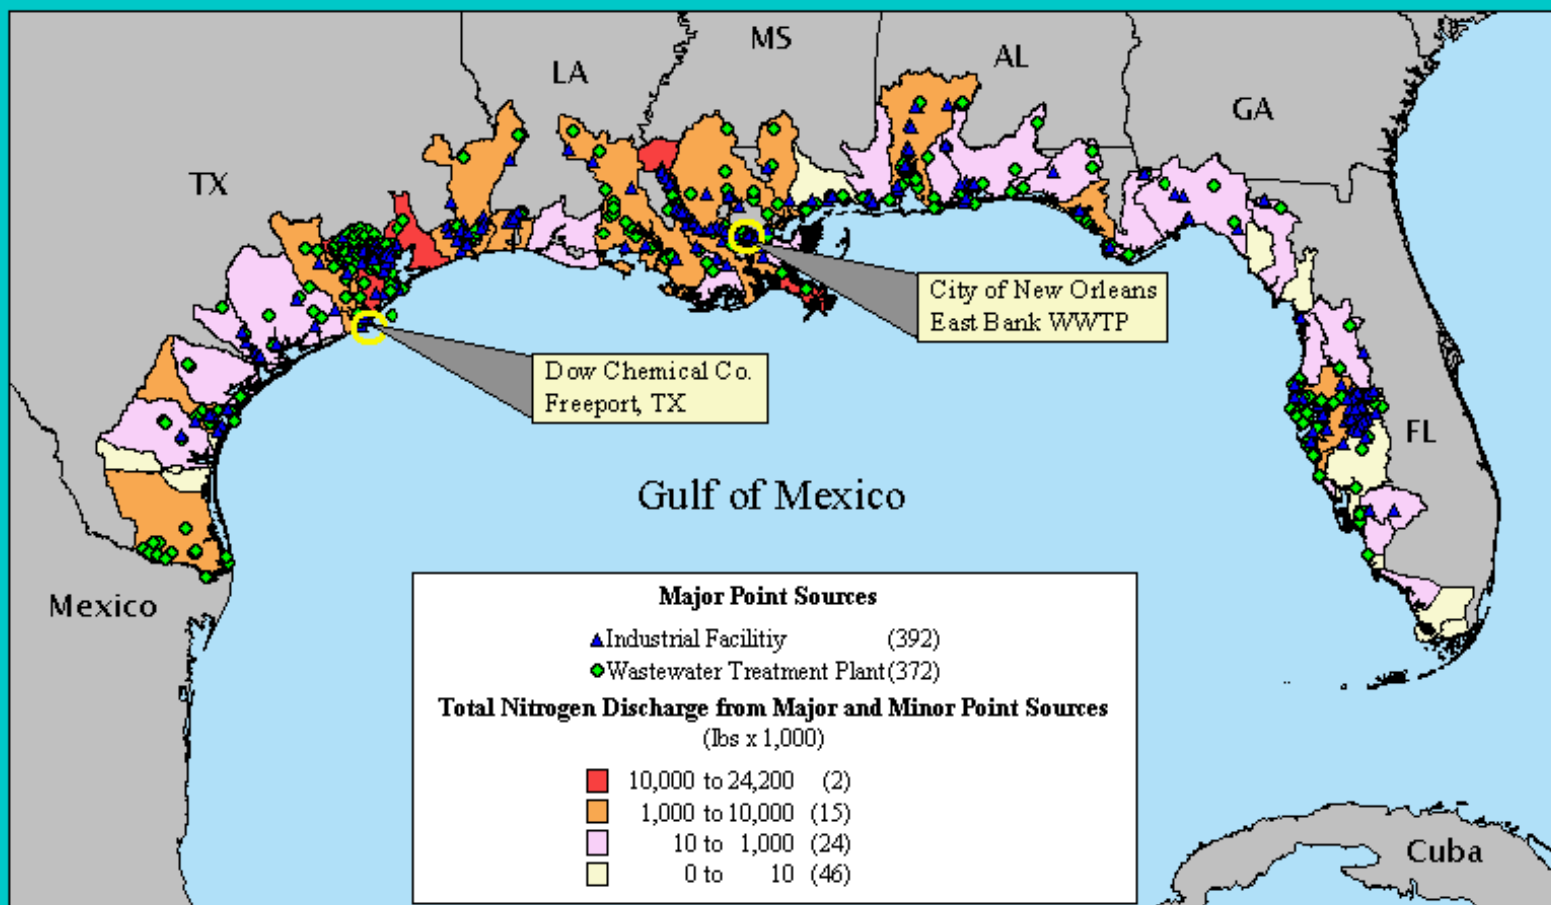 MS
LA
AL
GA
TX
City of New Orleans
East Bank WWTP
Dow Chemical Co.
Freeport, TX
FL
Gulf of Mexico
Mexico
Major Point Sources
Industrial Facilitiy (392)
Wastewater Treatment Plant (372)
Total Nitrogen Discharge from Major and Minor Point Sources
(lbs x 1,000)
10,000 to 24,200 (2)
1,000 to 10,000 (15)
10 to 1,000 (24)
0 to 10 (46)
Cuba